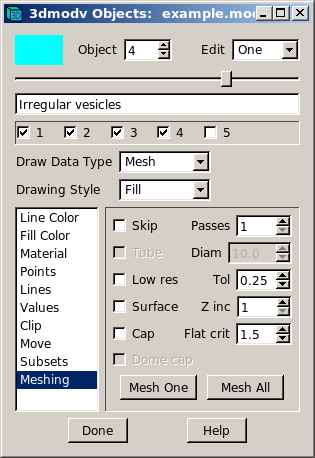 3dmodv Objects: example.mo
Object 4 Edit One
Irregular vesicles
1 2 3 4 5
Draw Data Type Mesh
Drawing Style Fill
Line Color
Fill Color
Material
Points
Lines
Values
Clip
Move
Subsets
Meshing
Skip Passes 1
Tube Diam 10.0
Low res Tol 0.25
Surface Z inc 1
Cap Flat crit 1.5
Dome cap
Mesh One Mesh All
Done Help